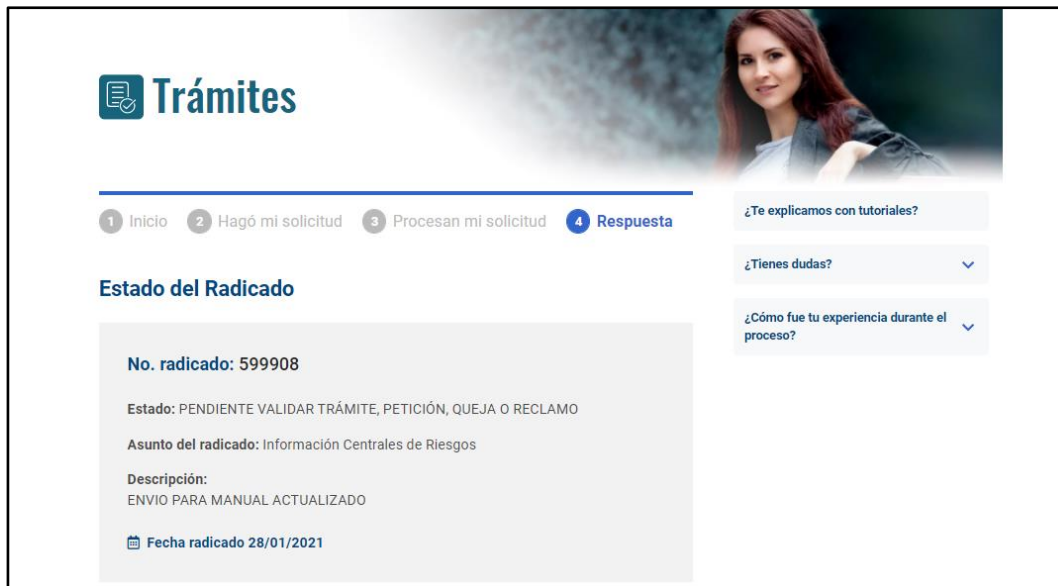 Trámites
1 Inicio 2 Hagó mi solicitud 3 Procesan mi solicitud 4 Respuesta
Estado del Radicado
No. radicado: 599908
Estado: PENDIENTE VALIDAR TRÁMITE, PETICIÓN, QUEJA O RECLAMO
Asunto del radicado: Información Centrales de Riesgos
Descripción:
ENVIO PARA MANUAL ACTUALIZADO
Fecha radicado 28/01/2021
¿Te explicamos con tutoriales?
¿Tienes dudas?
¿Cómo fue tu experiencia durante el
proceso?